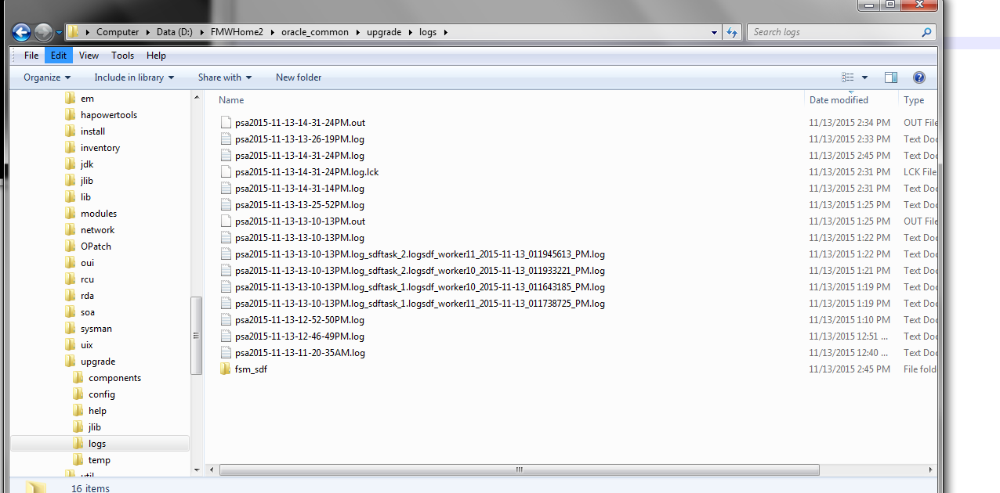 Computer Data (D:) FMWHome2 oracle_common upgrade logs Search logs
File Edit View Tools Help
Organize Include in library Share with New folder
em
hapowertools
install
inventory
jdk
jlib
lib
modules
network
OPatch
oui
rcu
rda
soa
sysman
uix
upgrade
components
config
help
jlib
logs
temp
util
Name Date modified Type
psa2015-11-13-14-31-24PM.out 11/13/2015 2:34 PM OUT File
psa2015-11-13-13-26-19PM.log 11/13/2015 2:33 PM Text Doc
psa2015-11-13-14-31-24PM.log 11/13/2015 2:45 PM Text Doc
psa2015-11-13-14-31-24PM.log.lck 11/13/2015 2:31 PM LCK File
psa2015-11-13-14-31-14PM.log 11/13/2015 2:31 PM Text Doc
psa2015-11-13-13-25-52PM.log 11/13/2015 1:25 PM Text Doc
psa2015-11-13-13-10-13PM.out 11/13/2015 1:25 PM OUT File
psa2015-11-13-13-10-13PM.log 11/13/2015 1:22 PM Text Doc
psa2015-11-13-13-10-13PM.log_sdftask_2.logsdf_worker11_2015-11-13_011945613_PM.log 11/13/2015 1:22 PM Text Doc
psa2015-11-13-13-10-13PM.log_sdftask_2.logsdf_worker10_2015-11-13_011933221_PM.log 11/13/2015 1:21 PM Text Doc
psa2015-11-13-13-10-13PM.log_sdftask_1.logsdf_worker10_2015-11-13_011643185_PM.log 11/13/2015 1:19 PM Text Doc
psa2015-11-13-13-10-13PM.log_sdftask_1.logsdf_worker11_2015-11-13_011738725_PM.log 11/13/2015 1:19 PM Text Doc
psa2015-11-13-12-52-50PM.log 11/13/2015 1:10 PM Text Doc
psa2015-11-13-12-46-49PM.log 11/13/2015 12:51 ... Text Doc
psa2015-11-13-11-20-35AM.log 11/13/2015 12:40 ... Text Doc
fsm_sdf 11/13/2015 2:45 PM File fold
16 items